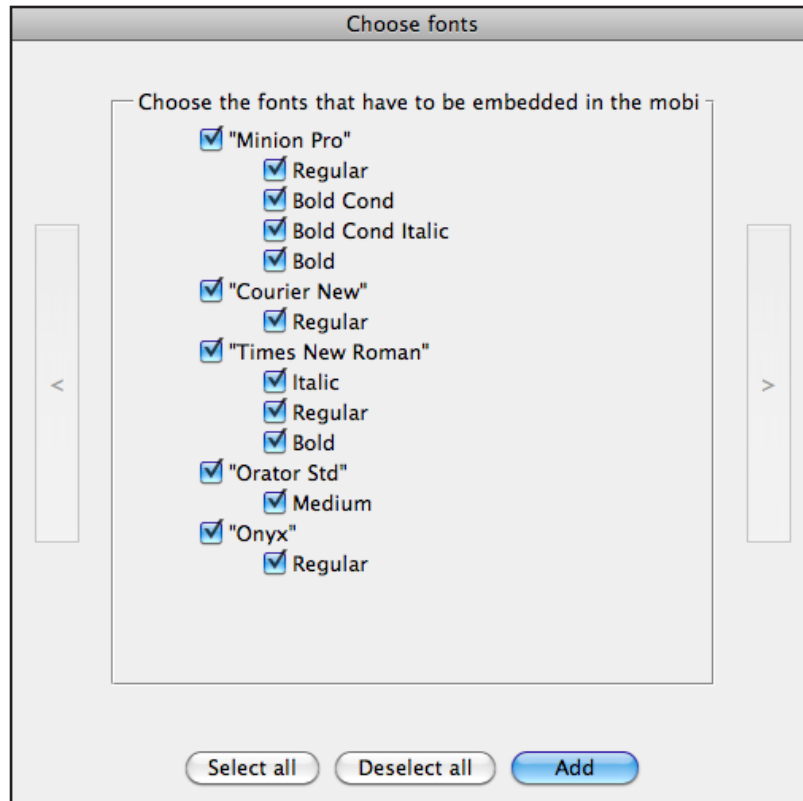 Choose fonts
Choose the fonts that have to be embedded in the mobi
"Minion Pro"
Regular
Bold Cond
Bold Cond Italic
Bold
"Courier New"
Regular
"Times New Roman"
Italic
Regular
Bold
"Orator Std"
Medium
"Onyx"
Regular
<
>
Select all Deselect all Add